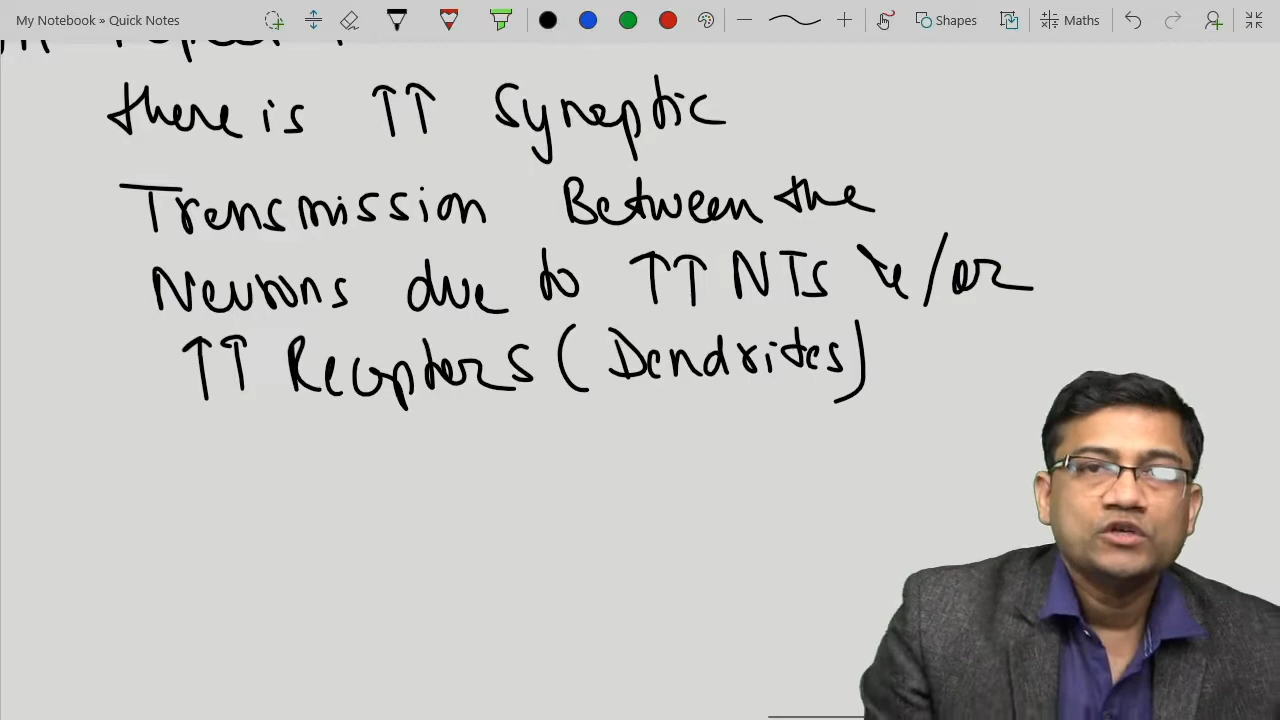 My Notebook » Quick Notes
Shapes
Maths
there is ↑↑ Synaptic
Transmission Between the
Neurons due to ↑↑ NTs &/or
↑↑ Receptors (Dendrites)